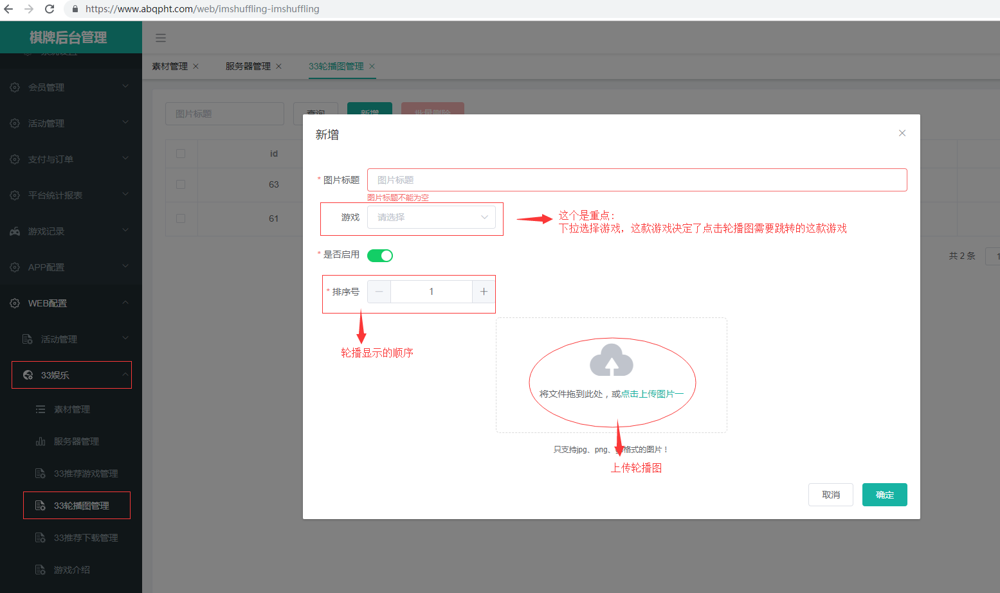 https://www.abqpht.com/web/imshuffling-imshuffling
棋牌后台管理
系统设置
会员管理
活动管理
支付与订单
平台统计报表
游戏记录
APP配置
WEB配置
活动管理
33娱乐
素材管理
服务器管理
33推荐游戏管理
33轮播图管理
33推荐下载管理
游戏介绍
素材管理
服务器管理
33轮播图管理
图片标题
查询
新增
批量删除
id
63
61
共 2 条
1
新增
* 图片标题
图片标题
图片标题不能为空
游戏
请选择
这个是重点：
下拉选择游戏，这款游戏决定了点击轮播图需要跳转的这款游戏
* 是否启用
* 排序号
1
轮播显示的顺序
将文件拖到此处，或点击上传图片一
只支持jpg、png、格式的图片！
上传轮播图
取消
确定